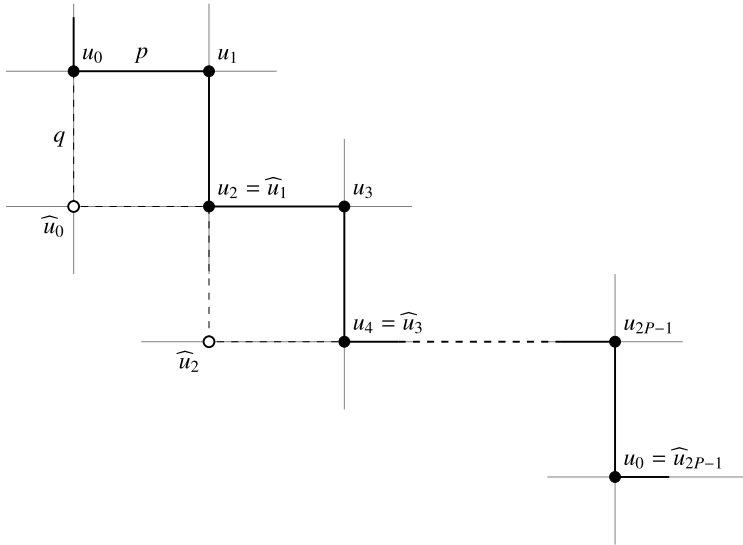 u₀ p u₁
q
u₂ = û₁ u₃
û₀
u₄ = û₃ u₂P₋₁
û₂
u₀ = û₂P₋₁